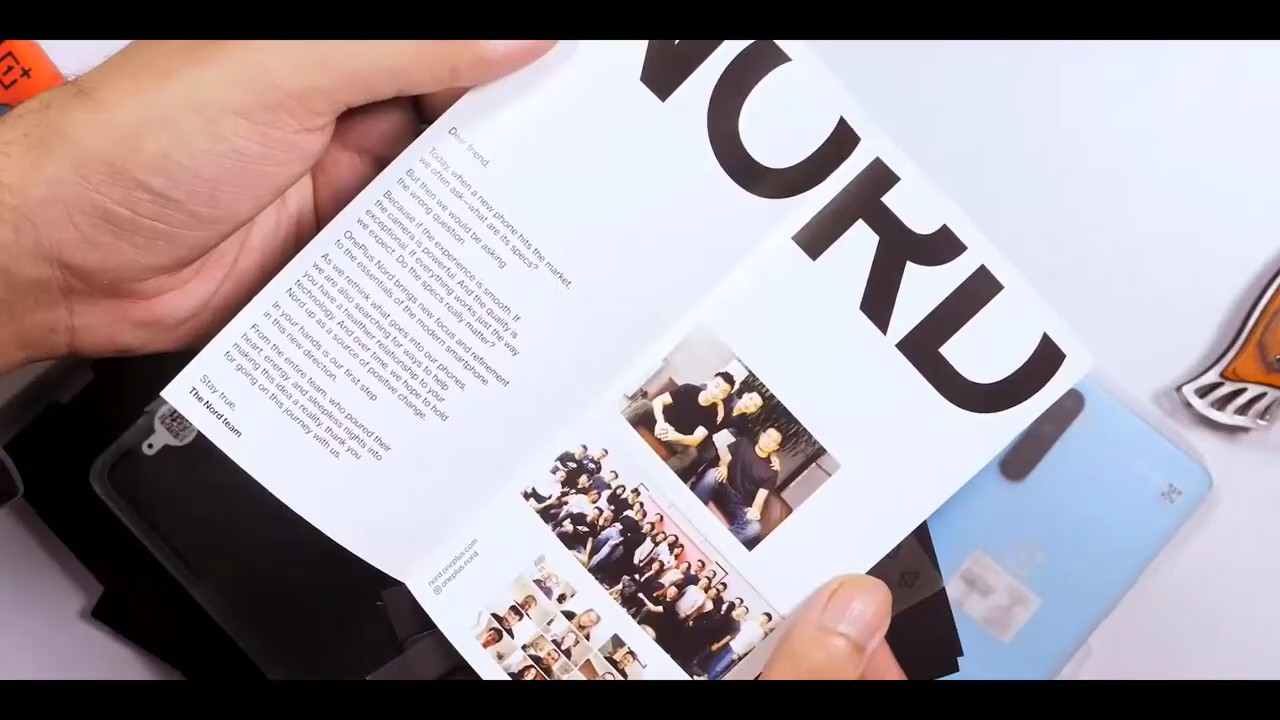 NORD
Dear friend,
Today, when a new phone hits the market,
we often ask—what are its specs?
But then we would be asking
the wrong question.
Because if the experience is smooth. If
the camera is powerful. And the quality is
exceptional. If everything works just the way
we expect. Do the specs really matter?
OnePlus Nord brings new focus and refinement
to the essentials of the modern smartphone.
As we rethink what goes into our phones,
we are also searching for ways to help
you have a healthier relationship to your
technology. And over time, we hope to hold
Nord up as a source of positive change.
In your hands is our first step
in this new direction.
From the entire team, who poured their
heart, energy, and sleepless nights into
making this idea a reality, thank you
for going on this journey with us.
Stay true,
The Nord team
nord.oneplus.com
@oneplus.nord